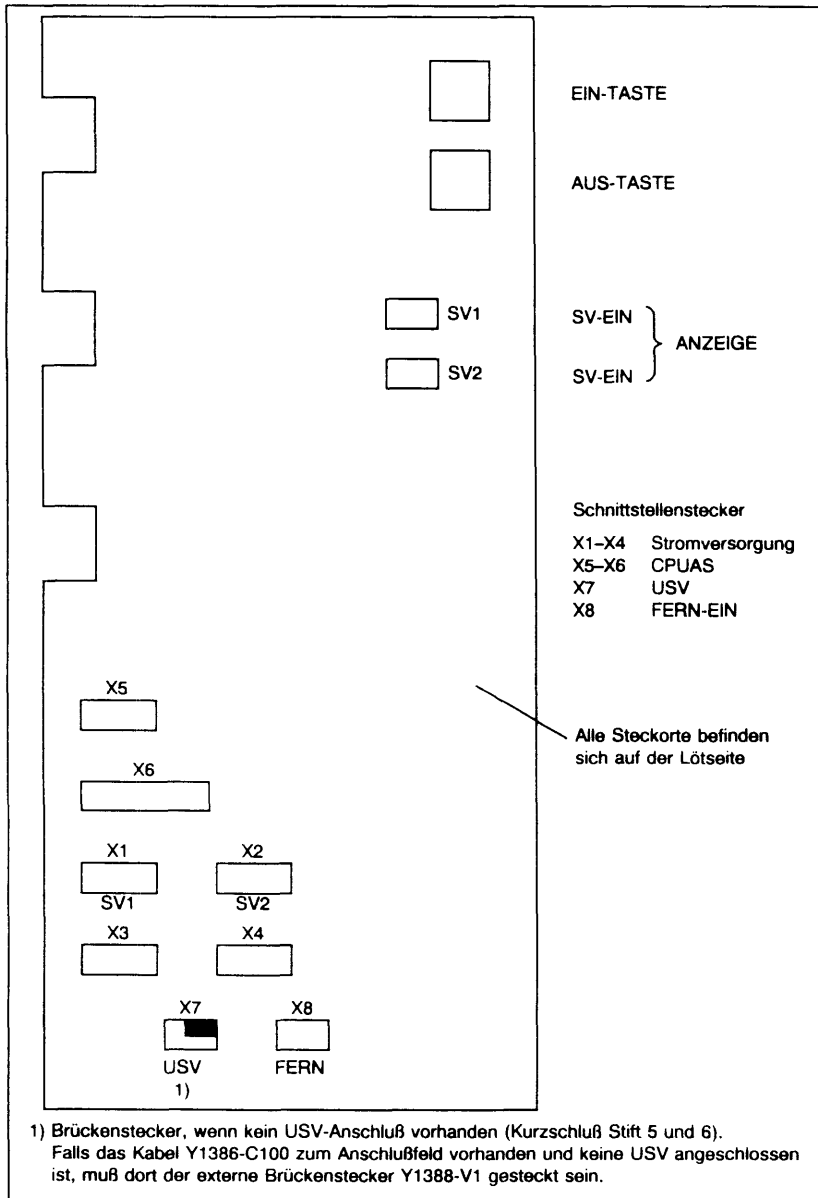 EIN-TASTE
AUS-TASTE
SV1 SV-EIN
ANZEIGE
SV2 SV-EIN
Schnittstellenstecker
X1–X4 Stromversorgung
X5–X6 CPUAS
X7 USV
X8 FERN-EIN
X5
Alle Steckorte befinden
sich auf der Lötseite
X6
X1 X2
SV1 SV2
X3 X4
X7 X8
USV FERN
1)
1) Brückenstecker, wenn kein USV-Anschluß vorhanden (Kurzschluß Stift 5 und 6).
Falls das Kabel Y1386-C100 zum Anschlußfeld vorhanden und keine USV angeschlossen
ist, muß dort der externe Brückenstecker Y1388-V1 gesteckt sein.